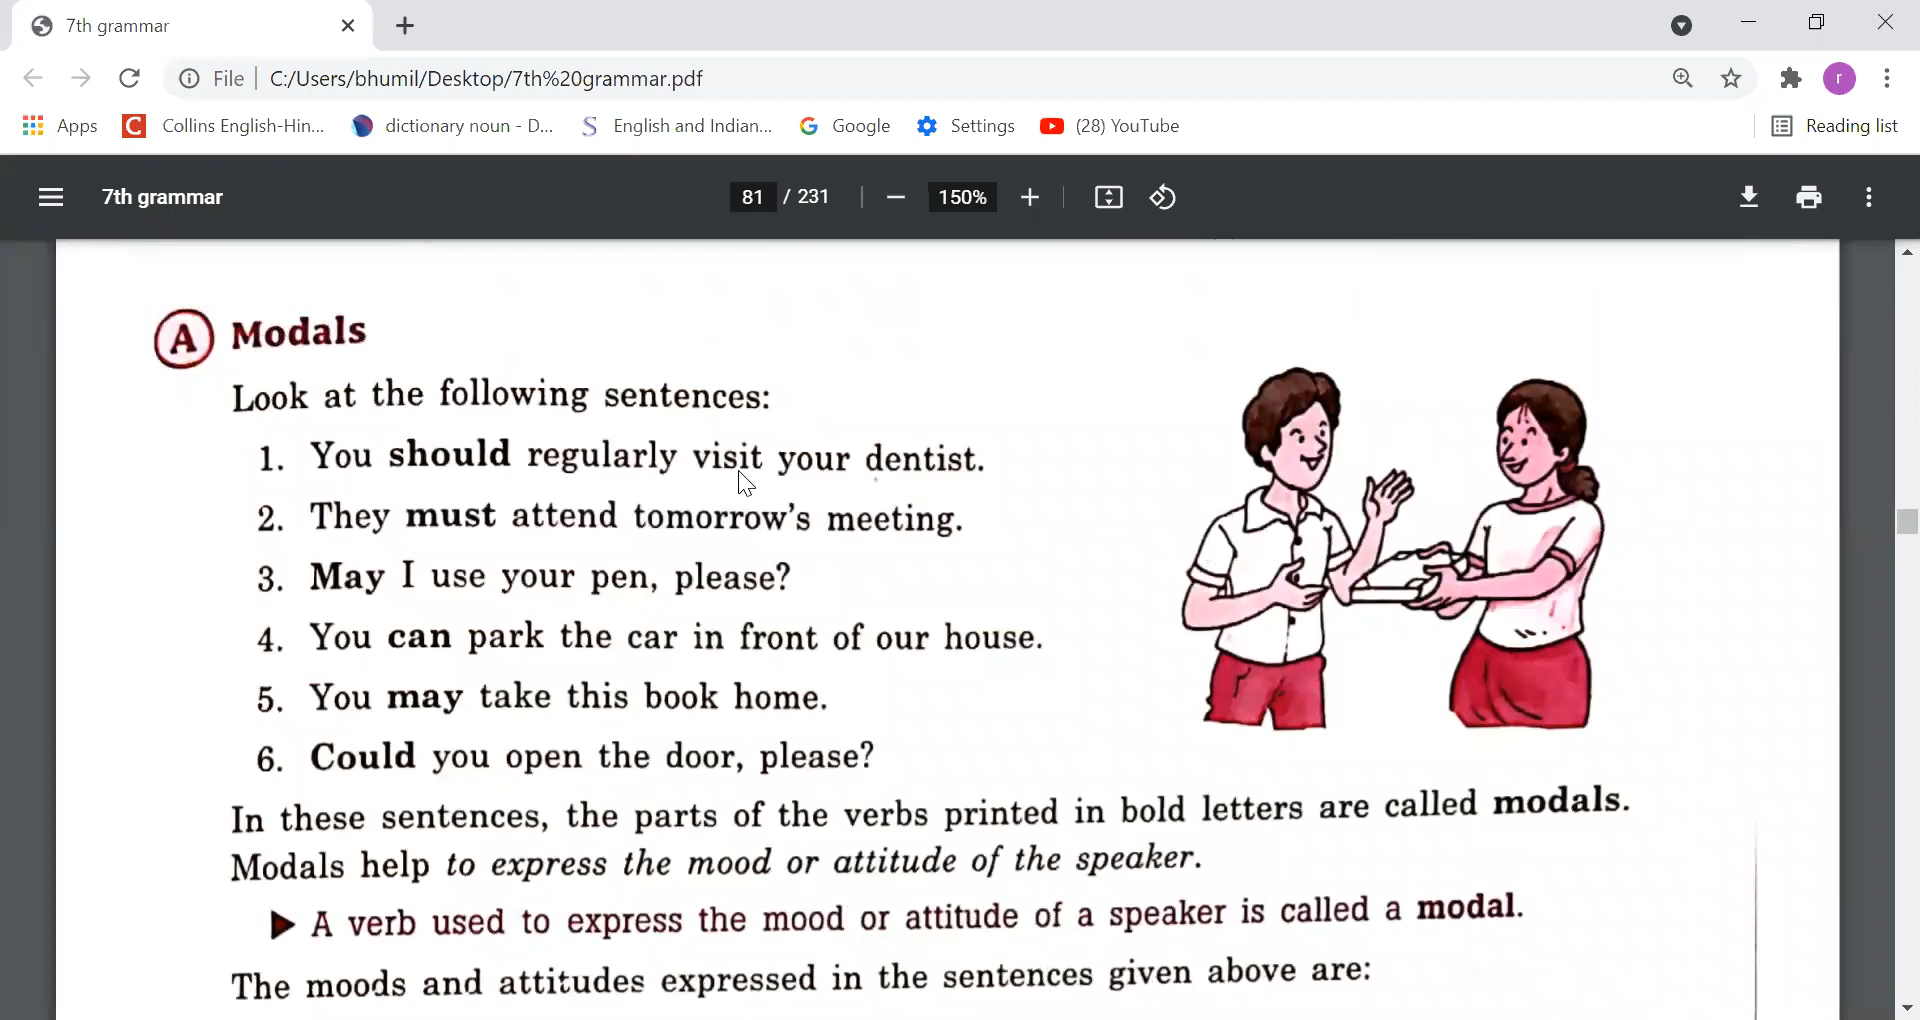 7th grammar
File C:/Users/bhumil/Desktop/7th%20grammar.pdf r
Apps C Collins English-Hin... dictionary noun - D... S English and Indian... G Google Settings (28) YouTube Reading list
7th grammar 81 / 231 − 150% +
A Modals
Look at the following sentences:
1. You should regularly visit your dentist.
2. They must attend tomorrow's meeting.
3. May I use your pen, please?
4. You can park the car in front of our house.
5. You may take this book home.
6. Could you open the door, please?
In these sentences, the parts of the verbs printed in bold letters are called modals.
Modals help to express the mood or attitude of the speaker.
▶ A verb used to express the mood or attitude of a speaker is called a modal.
The moods and attitudes expressed in the sentences given above are: